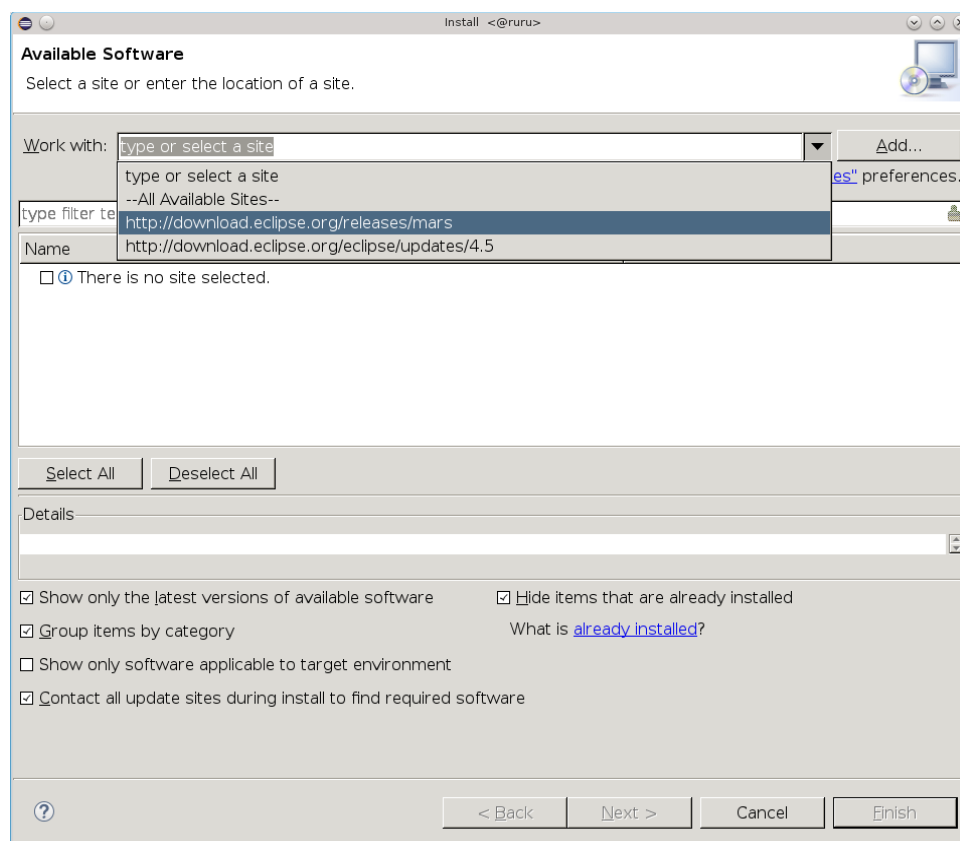 Install <@ruru>
Available Software
Select a site or enter the location of a site.
Work with: type or select a site Add...
type or select a site es" preferences.
--All Available Sites--
type filter te http://download.eclipse.org/releases/mars
Name http://download.eclipse.org/eclipse/updates/4.5
There is no site selected.
Select All Deselect All
Details
Show only the latest versions of available software Hide items that are already installed
Group items by category What is already installed?
Show only software applicable to target environment
Contact all update sites during install to find required software
? < Back Next > Cancel Finish